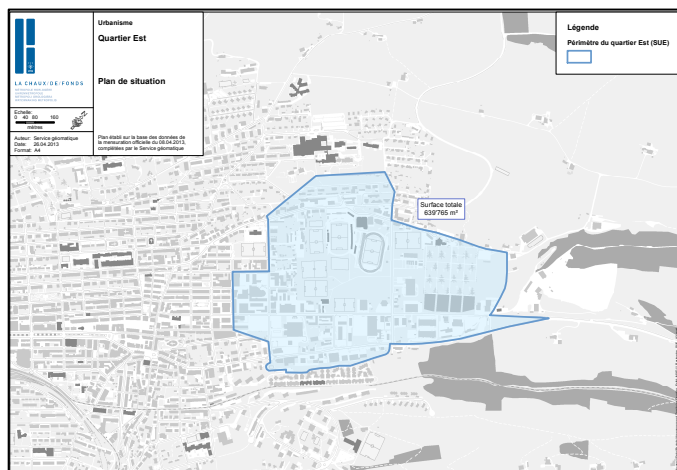 Urbanisme
Quartier Est
Plan de situation
LA CHAUX-DE-FONDS
Echelle:
0 40 80 160
mètres
Auteur: Service géomatique
Date: 26.04.2013
Format: A4
Plan établi sur la base des données de
la mensuration officielle du 08.04.2013,
complétées par le Service géomatique
Légende
Périmètre du quartier Est (SUE)
Surface totale
639'765 m²